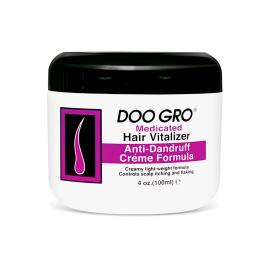 DOO GRO®
Medicated
Hair Vitalizer
Anti-Dandruff
Crème Formula
Creamy light-weight formula
Controls scalp itching and flaking
4 oz.(100ml) ℮